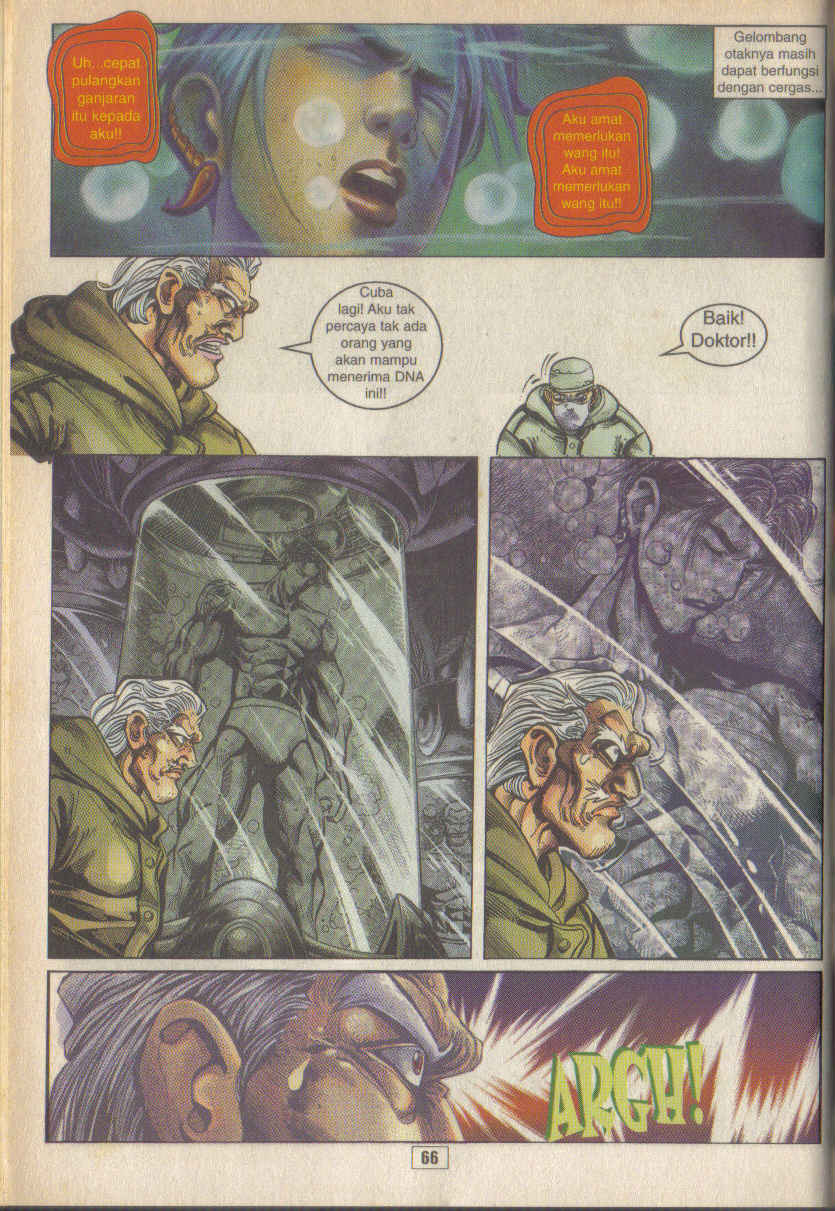 Uh...cepat
pulangkan
ganjaran
itu kepada
aku!!
Aku amat
memerlukan
wang itu!
Aku amat
memerlukan
wang itu!!
Gelombang
otaknya masih
dapat berfungsi
dengan cergas...
Cuba
lagi! Aku tak
percaya tak ada
orang yang
akan mampu
menerima DNA
ini!!
Baik!
Doktor!!
ARGH!
66